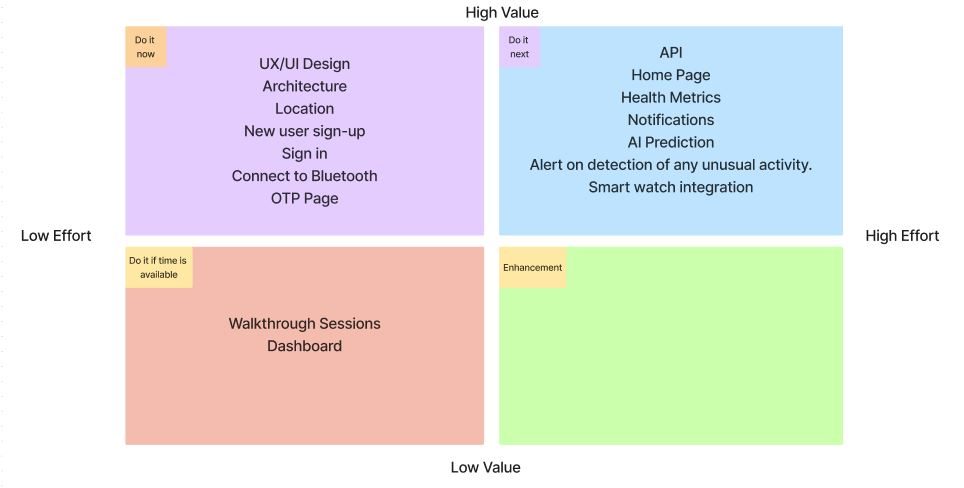 High Value
Do it
now
UX/UI Design
Architecture
Location
New user sign-up
Sign in
Connect to Bluetooth
OTP Page
Do it
next
API
Home Page
Health Metrics
Notifications
AI Prediction
Alert on detection of any unusual activity.
Smart watch integration
Low Effort
High Effort
Do it if time is
available
Walkthrough Sessions
Dashboard
Enhancement
Low Value